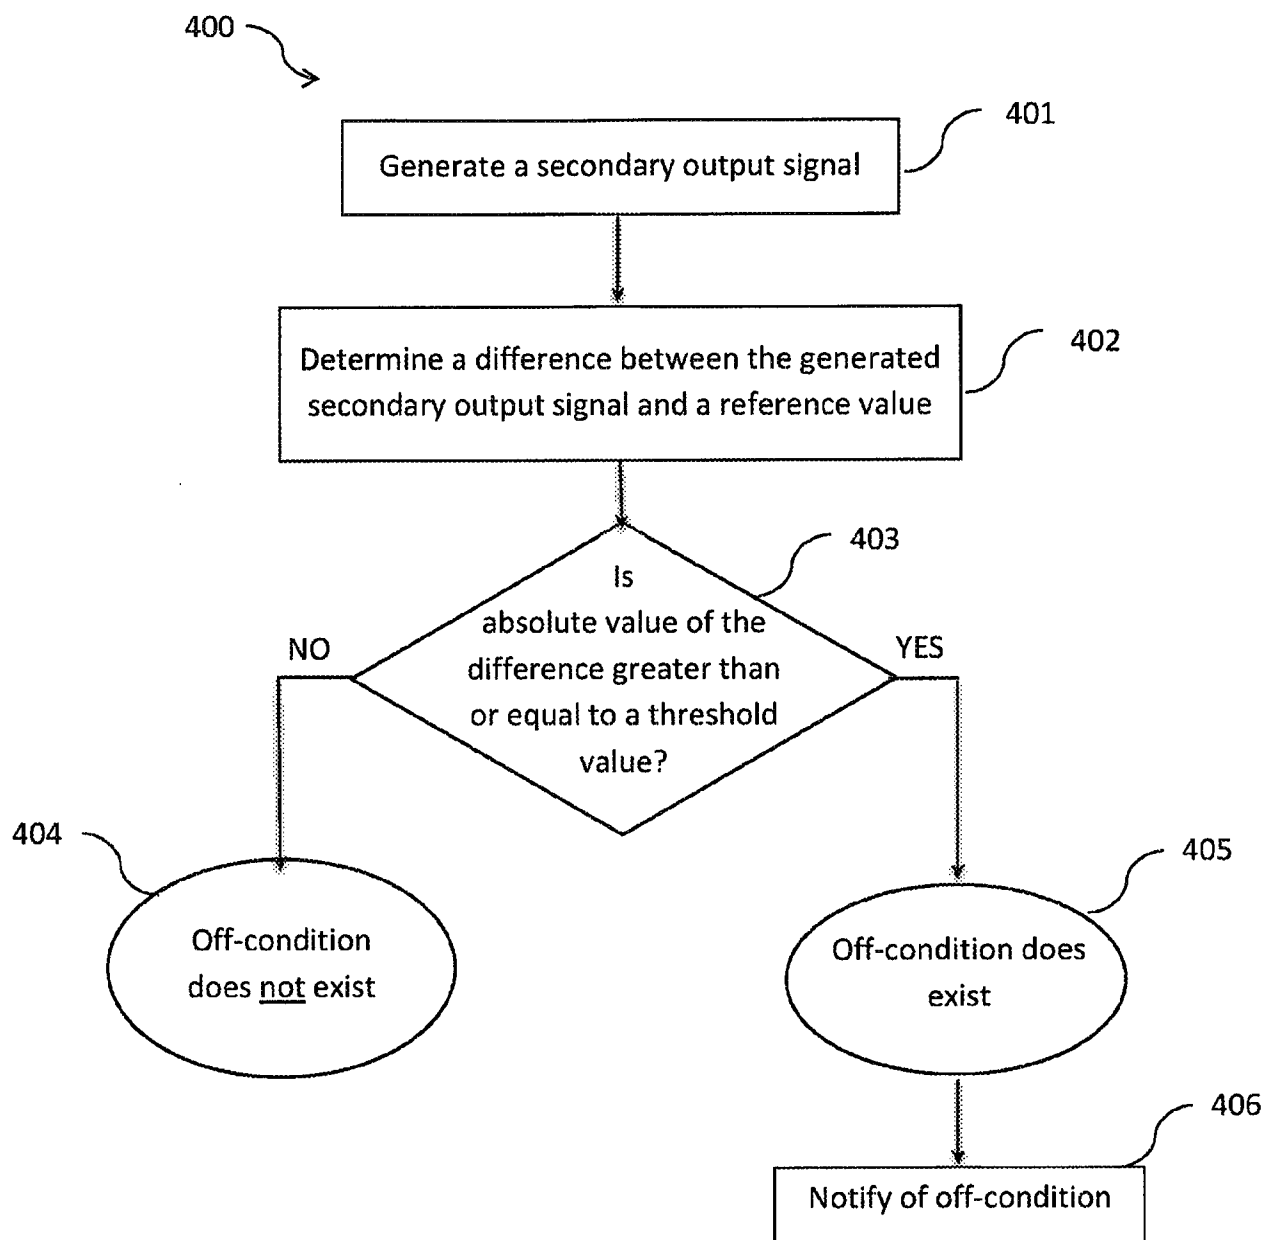 400
401
Generate a secondary output signal
402
Determine a difference between the generated
secondary output signal and a reference value
403
Is
absolute value of the
difference greater than
or equal to a threshold
value?
NO
YES
404
Off-condition
does not exist
405
Off-condition does
exist
406
Notify of off-condition